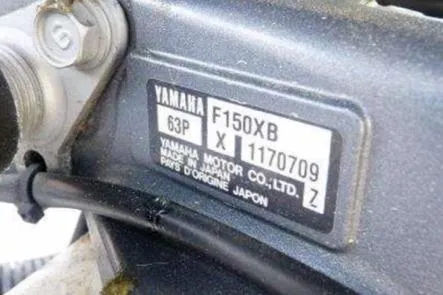 YAMAHA F150XB
63P X 1170709
YAMAHA MOTOR CO., LTD.
MADE IN JAPAN
PAYS D'ORIGINE JAPON
Z